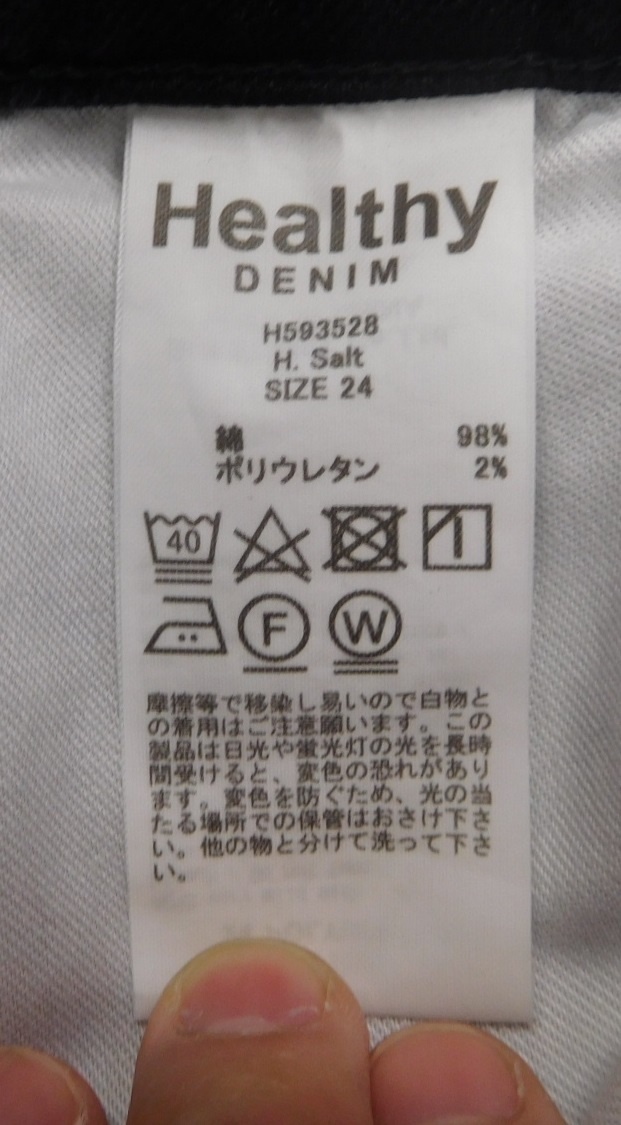 Healthy
DENIM
H593528
H. Salt
SIZE 24
綿 98%
ポリウレタン 2%
40
F W
摩擦等で移染し易いので白物と
の着用はご注意願います。この
製品は日光や蛍光灯の光を長時
間受けると、変色の恐れがあり
ます。変色を防ぐため、光の当
たる場所での保管はおさけ下さ
い。他の物と分けて洗って下さ
い。